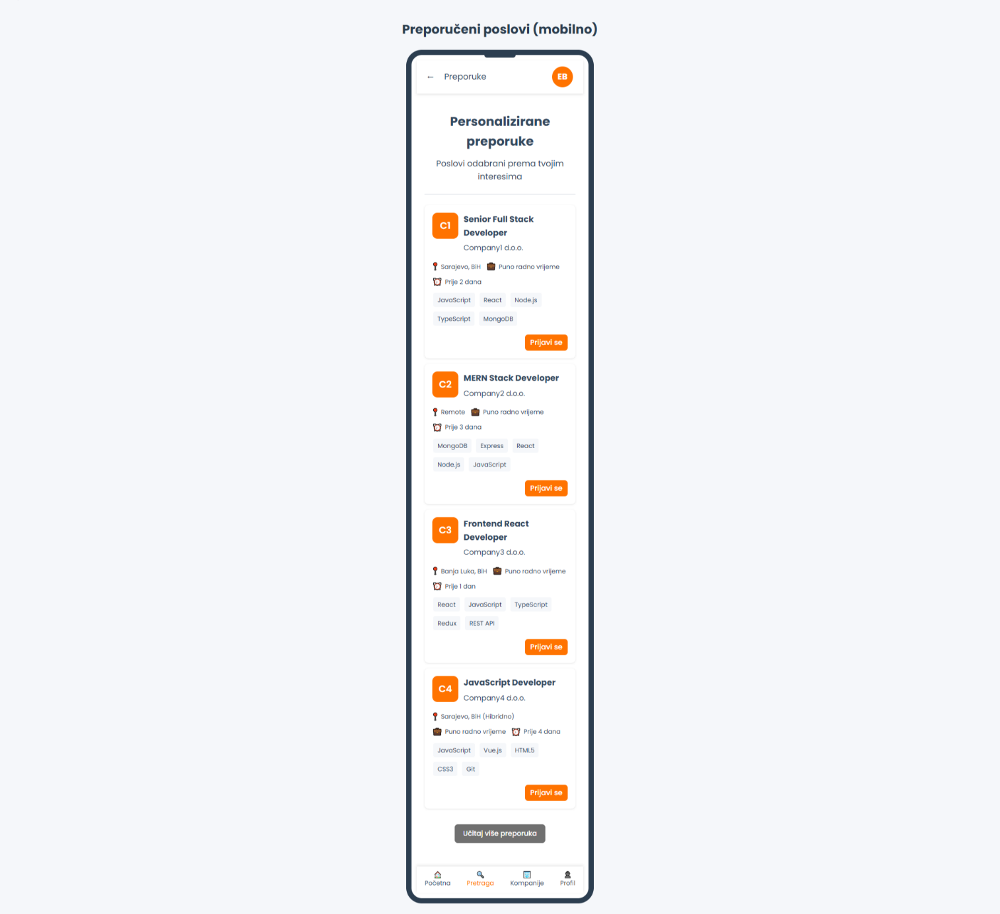 Preporučeni poslovi (mobilno)
← Preporuke
EB
Personalizirane
preporuke
Poslovi odabrani prema tvojim
interesima
C1
Senior Full Stack
Developer
Company1 d.o.o.
Sarajevo, BiH Puno radno vrijeme
Prije 2 dana
JavaScript React Node.js
TypeScript MongoDB
Prijavi se
C2
MERN Stack Developer
Company2 d.o.o.
Remote Puno radno vrijeme
Prije 3 dana
MongoDB Express React
Node.js JavaScript
Prijavi se
C3
Frontend React
Developer
Company3 d.o.o.
Banja Luka, BiH Puno radno vrijeme
Prije 1 dan
React JavaScript TypeScript
Redux REST API
Prijavi se
C4
JavaScript Developer
Company4 d.o.o.
Sarajevo, BiH (Hibridno)
Puno radno vrijeme Prije 4 dana
JavaScript Vue.js HTML5
CSS3 Git
Prijavi se
Učitaj više preporuka
Početna Pretraga Kompanije Profil